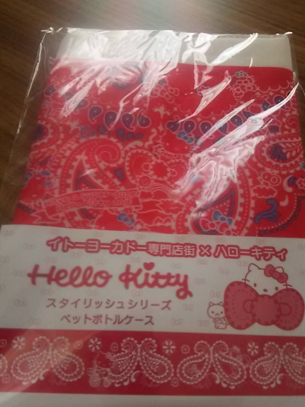 イトーヨーカドー専門店街×ハローキティ
Hello Kitty
スタイリッシュシリーズ
ペットボトルケース